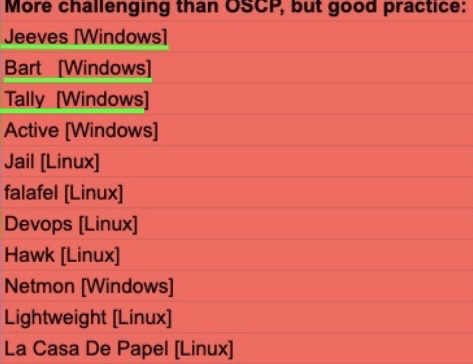 More challenging than OSCP, but good practice:
Jeeves [Windows]
Bart [Windows]
Tally [Windows]
Active [Windows]
Jail [Linux]
falafel [Linux]
Devops [Linux]
Hawk [Linux]
Netmon [Windows]
Lightweight [Linux]
La Casa De Papel [Linux]